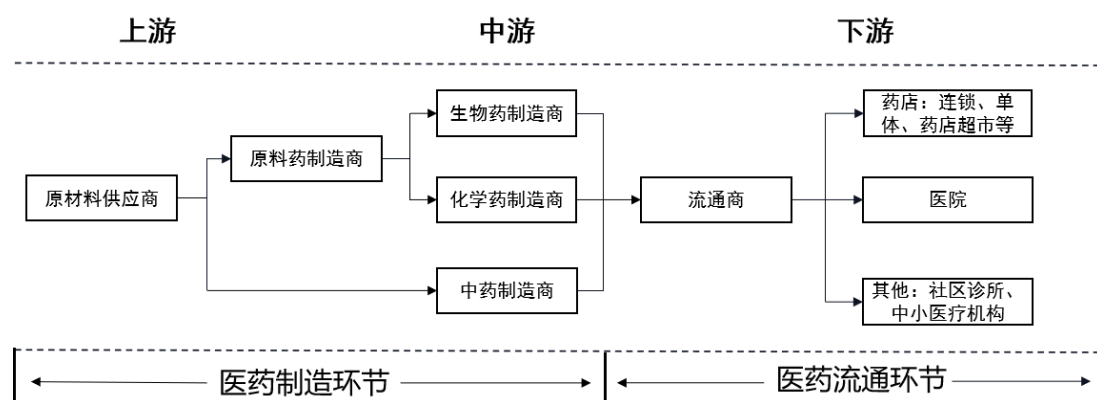 上游
中游
下游
原材料供应商
原料药制造商
生物药制造商
化学药制造商
中药制造商
流通商
药店：连锁、单
体、药店超市等
医院
其他：社区诊所、
中小医疗机构
医药制造环节
医药流通环节